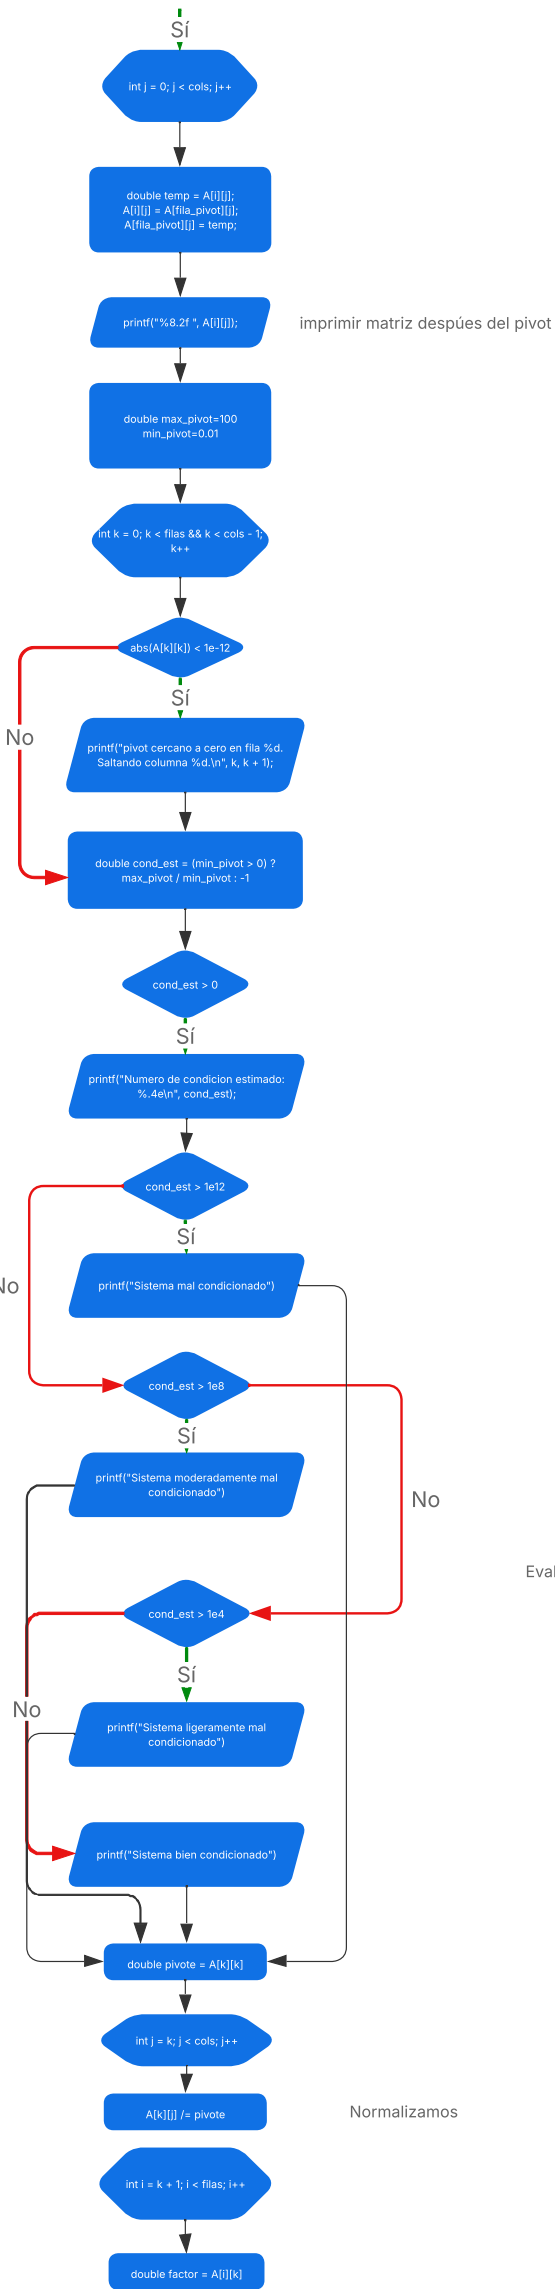 Sí
int j = 0; j < cols; j++
double temp = A[i][j];
A[i][j] = A[fila_pivot][j];
A[fila_pivot][j] = temp;
printf("%8.2f ", A[i][j]);
imprimir matriz despúes del pivot
double max_pivot=100
min_pivot=0.01
int k = 0; k < filas && k < cols - 1;
k++
abs(A[k][k]) < 1e-12
Sí
No
printf("pivot cercano a cero en fila %d.
Saltando columna %d.\n", k, k + 1);
double cond_est = (min_pivot > 0) ?
max_pivot / min_pivot : -1
cond_est > 0
Sí
printf("Numero de condicion estimado:
%.4e\n", cond_est);
cond_est > 1e12
Sí
No
printf("Sistema mal condicionado")
cond_est > 1e8
Sí
printf("Sistema moderadamente mal
condicionado")
No
Eval
cond_est > 1e4
Sí
No
printf("Sistema ligeramente mal
condicionado")
printf("Sistema bien condicionado")
double pivote = A[k][k]
int j = k; j < cols; j++
A[k][j] /= pivote
Normalizamos
int i = k + 1; i < filas; i++
double factor = A[i][k]